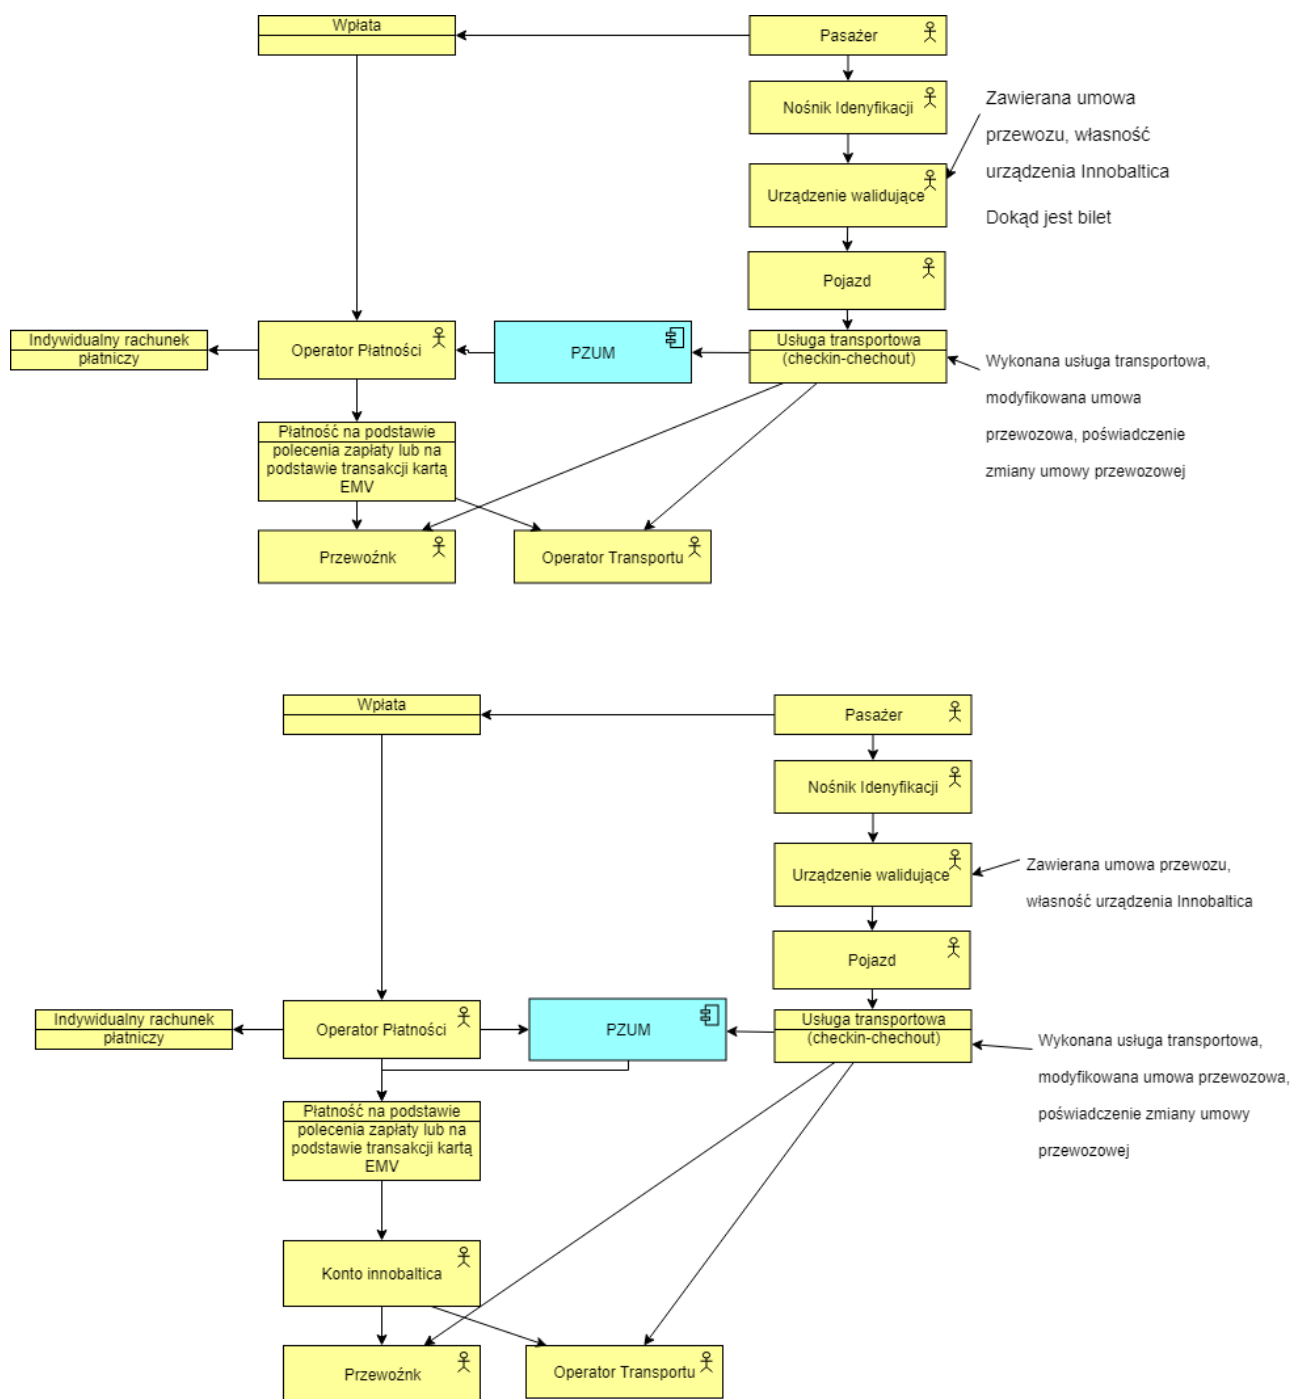 Wpłata
Pasażer
Nośnik Idenyfikacji
Zawierana umowa
przewozu, własność
urządzenia Innobaltica
Dokąd jest bilet
Urządzenie walidujące
Pojazd
Indywidualny rachunek
płatniczy
Operator Płatności
PZUM
Usługa transportowa
(checkin-chechout)
Wykonana usługa transportowa,
modyfikowana umowa
przewozowa, poświadczenie
zmiany umowy przewozowej
Płatność na podstawie
polecenia zapłaty lub na
podstawie transakcji kartą
EMV
Przewoźnk
Operator Transportu
Wpłata
Pasażer
Nośnik Idenyfikacji
Urządzenie walidujące
Zawierana umowa przewozu,
własność urządzenia Innobaltica
Pojazd
Indywidualny rachunek
płatniczy
Operator Płatności
PZUM
Usługa transportowa
(checkin-chechout)
Wykonana usługa transportowa,
modyfikowana umowa przewozowa,
poświadczenie zmiany umowy
przewozowej
Płatność na podstawie
polecenia zapłaty lub na
podstawie transakcji kartą
EMV
Konto innobaltica
Przewoźnk
Operator Transportu